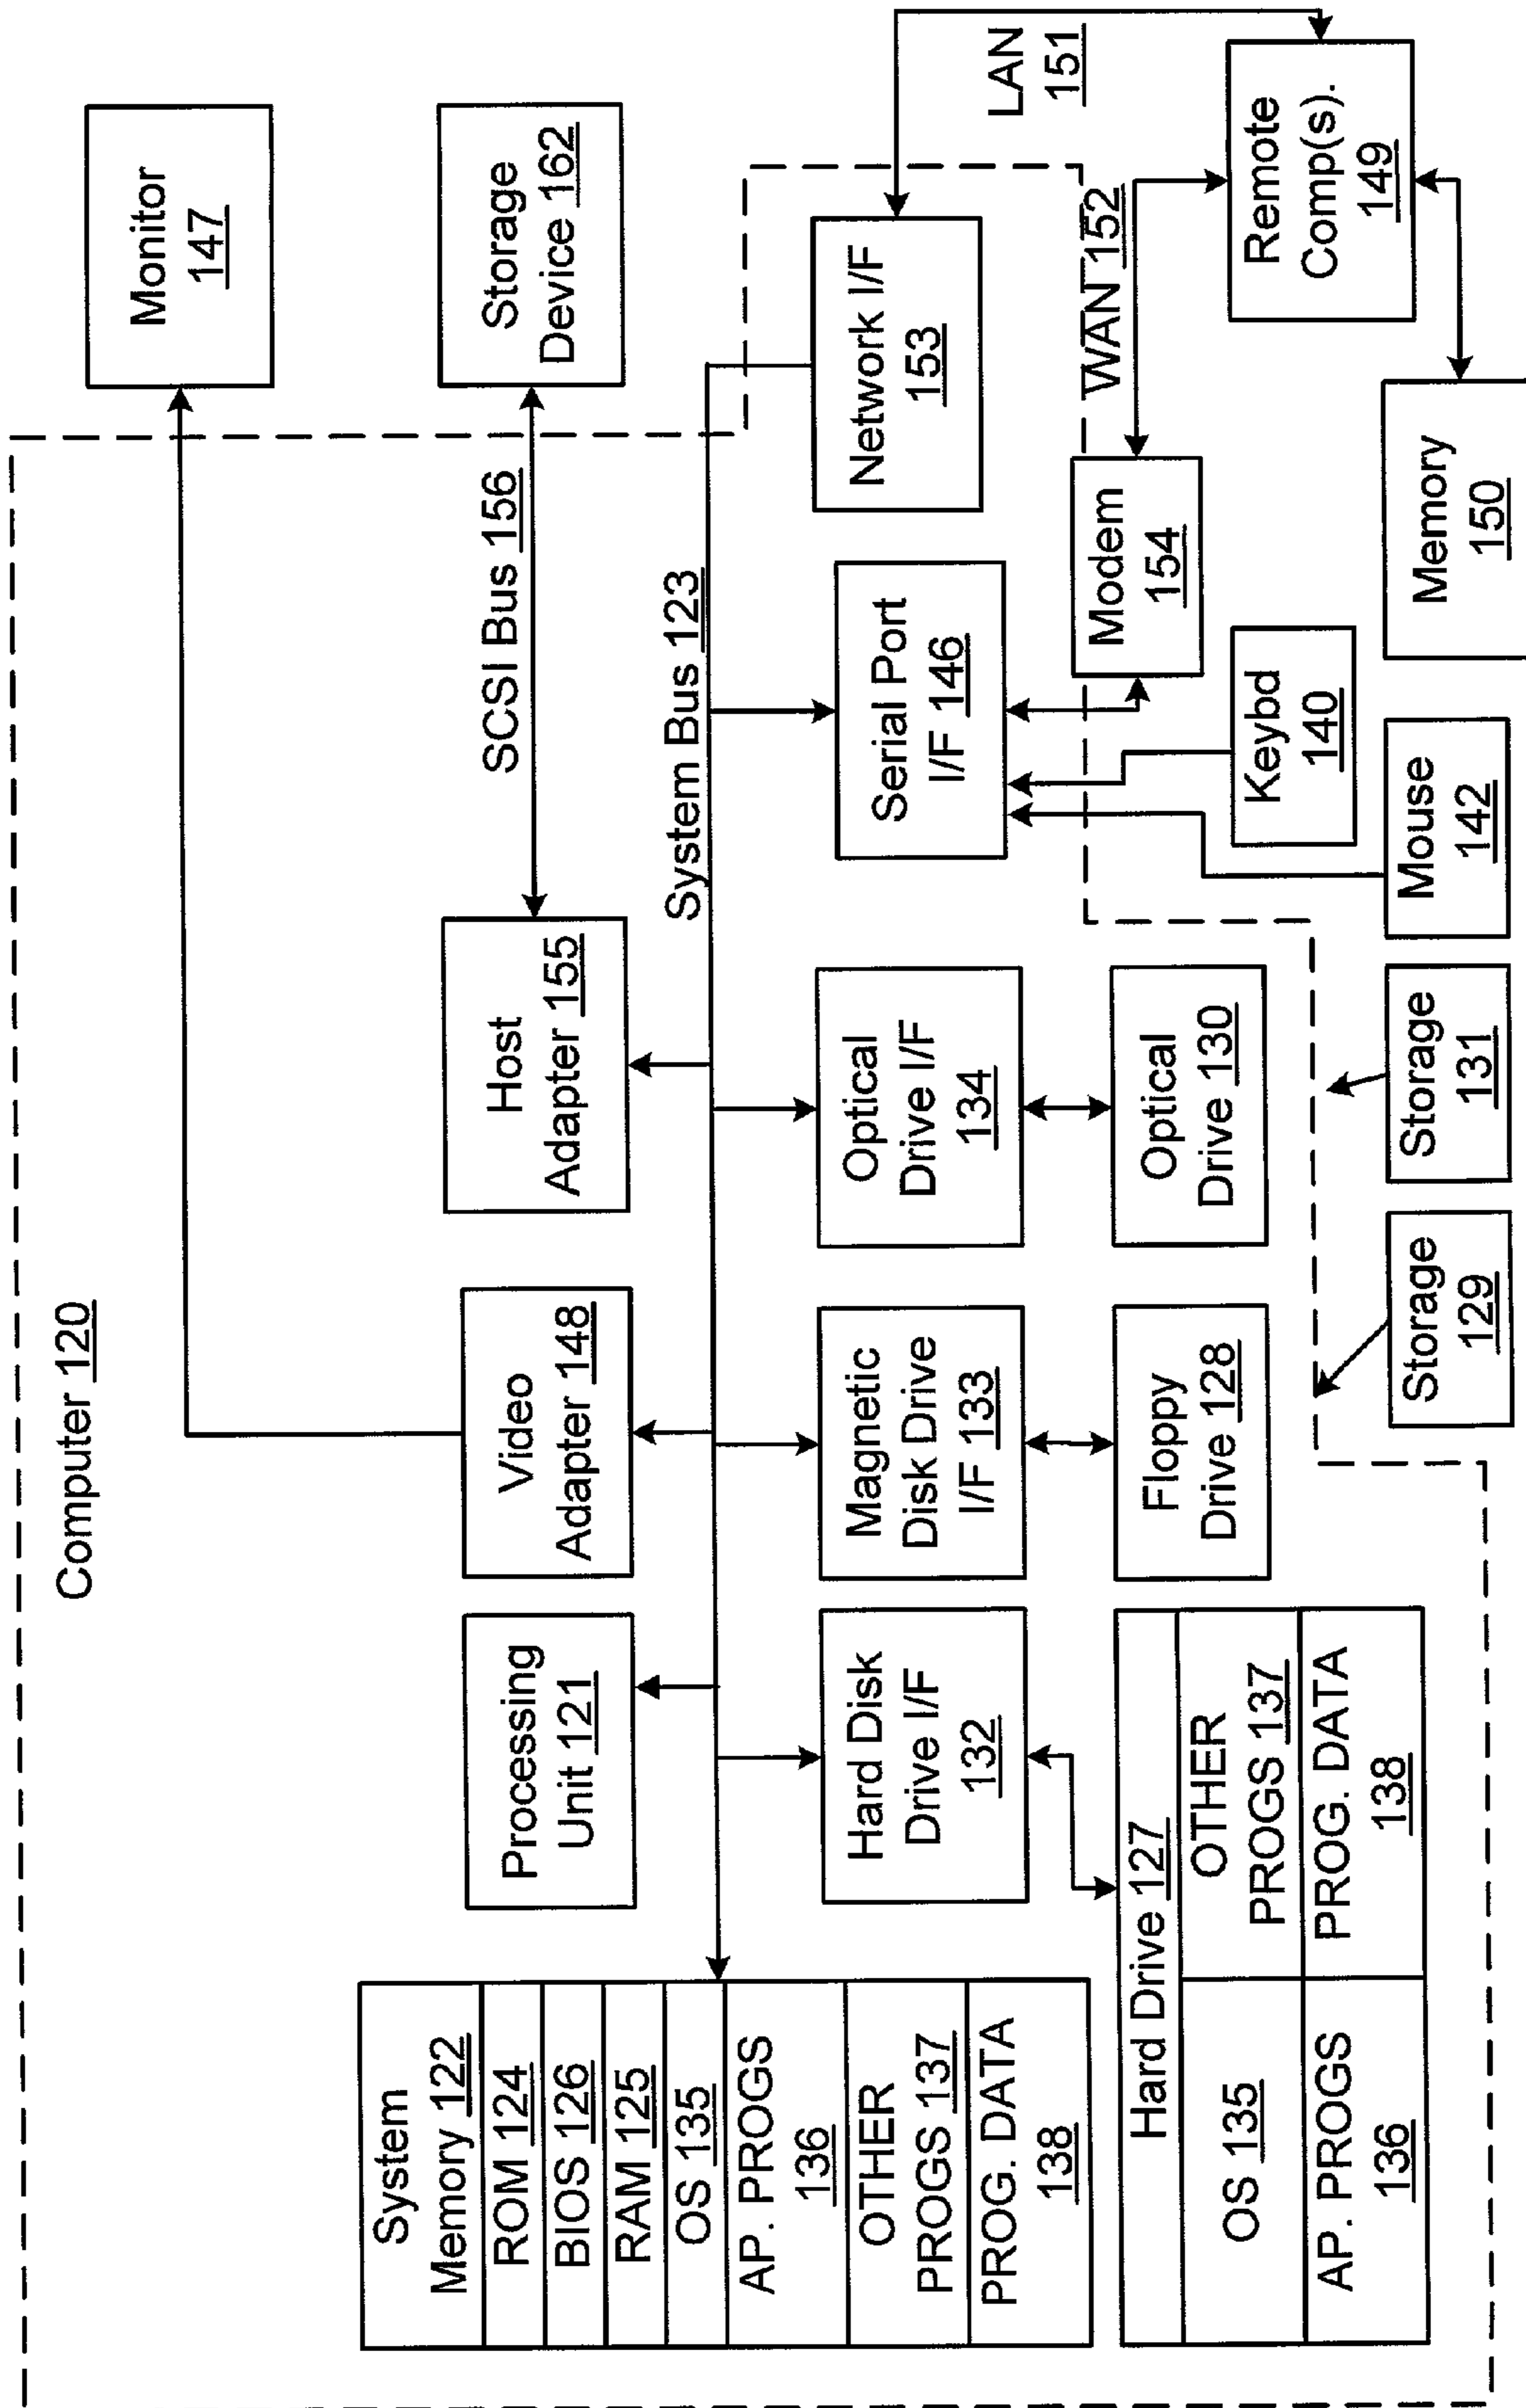 Computer 120
Monitor
147
System
Memory 122
ROM 124
BIOS 126
RAM 125
OS 135
AP. PROGS
136
OTHER
PROGS 137
PROG. DATA
138
Processing
Unit 121
Video
Adapter 148
Host
Adapter 155
SCSI Bus 156
Storage
Device 162
System Bus 123
Hard Disk
Drive I/F
132
Magnetic
Disk Drive
I/F 133
Optical
Drive I/F
134
Serial Port
I/F 146
Network I/F
153
LAN
151
Hard Drive 127
OS 135
OTHER
PROGS 137
AP. PROGS
136
PROG. DATA
138
Floppy
Drive 128
Optical
Drive 130
Modem
154
WAN 152
Keybd
140
Remote
Comp(s).
149
Storage
129
Storage
131
Mouse
142
Memory
150